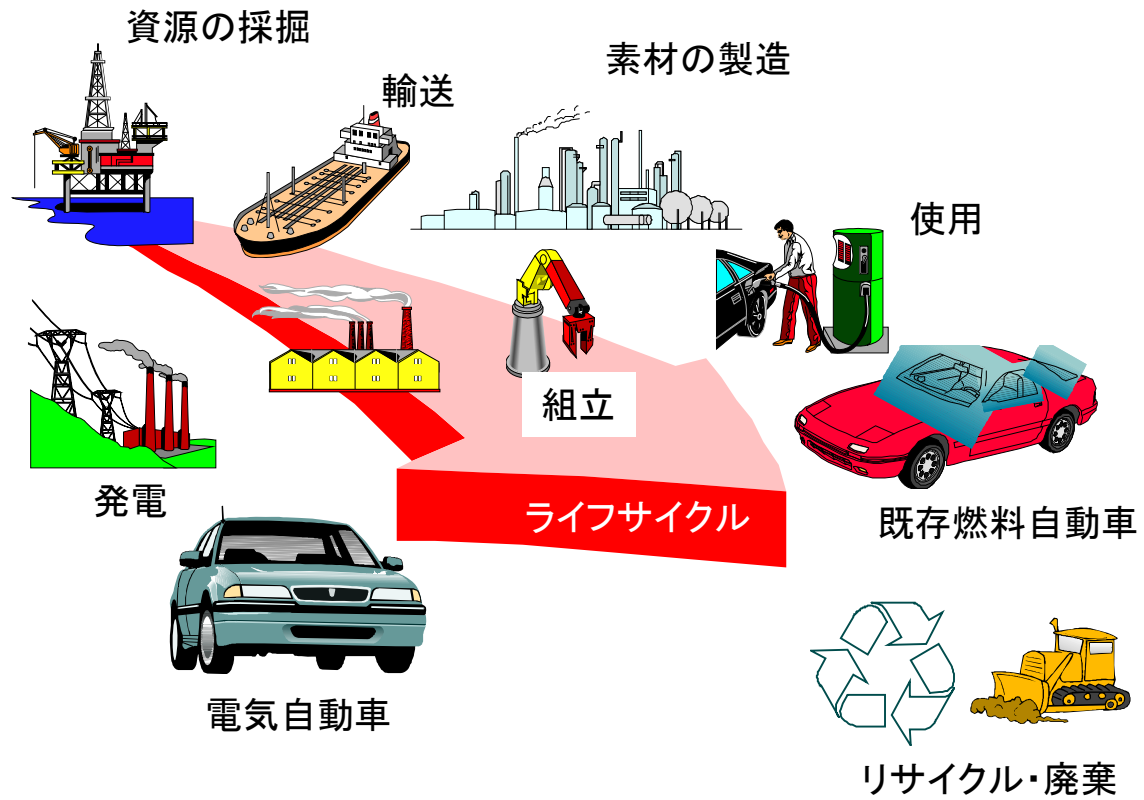 資源の採掘
輸送
素材の製造
使用
組立
発電
ライフサイクル
既存燃料自動車
電気自動車
リサイクル・廃棄